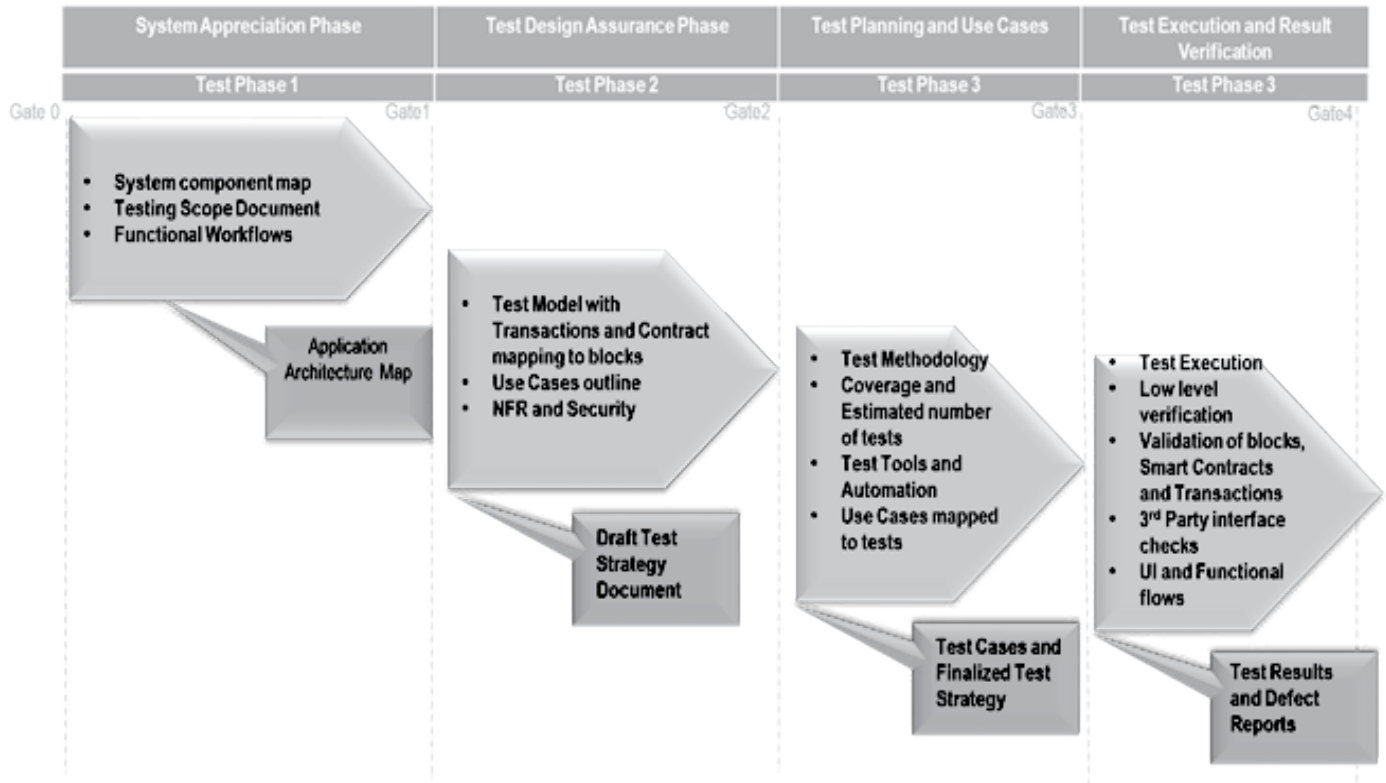 System Appreciation Phase
Test Design Assurance Phase
Test Planning and Use Cases
Test Execution and Result
Verification
Test Phase 1
Test Phase 2
Test Phase 3
Test Phase 3
Gate 0
Gate1
Gate2
Gate3
Gate4
• System component map
• Testing Scope Document
• Functional Workflows
Application
Architecture Map
• Test Model with
Transactions and Contract
mapping to blocks
• Use Cases outline
• NFR and Security
Draft Test
Strategy
Document
• Test Methodology
• Coverage and
Estimated number
of tests
• Test Tools and
Automation
• Use Cases mapped
to tests
Test Cases and
Finalized Test
Strategy
• Test Execution
• Low level
verification
• Validation of blocks,
Smart Contracts
and Transactions
• 3rd Party interface
checks
• UI and Functional
flows
Test Results
and Defect
Reports